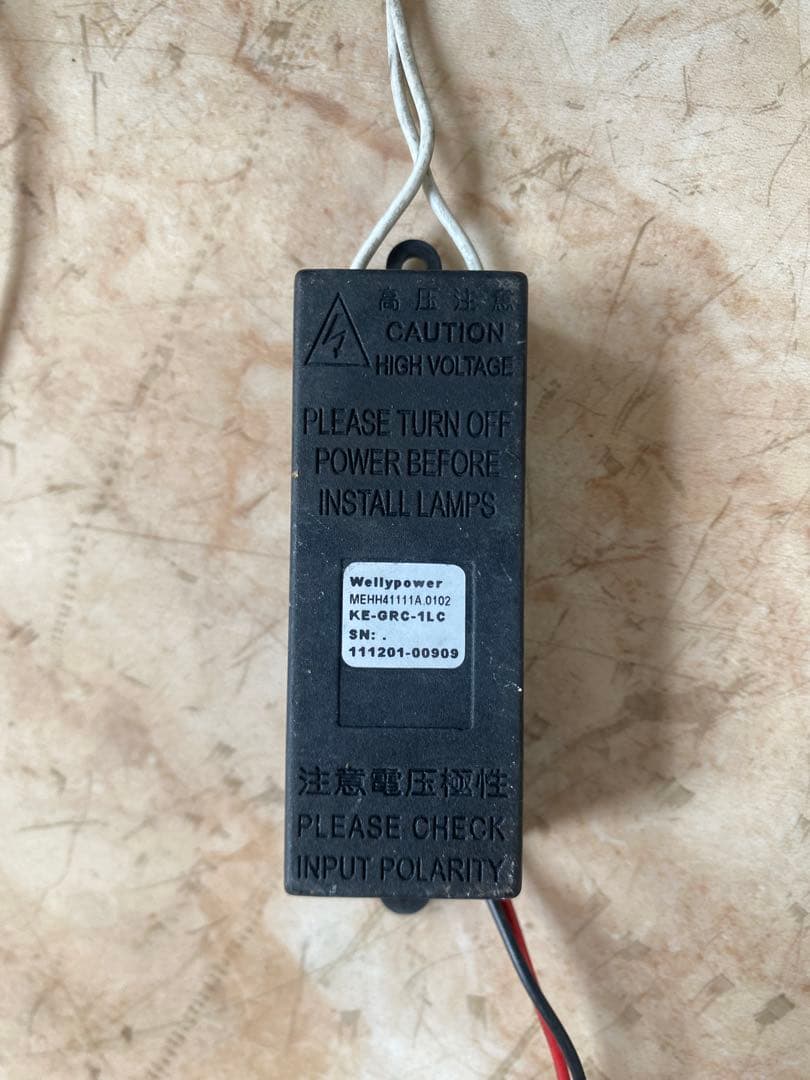 高压注意
CAUTION
HIGH VOLTAGE
PLEASE TURN OFF
POWER BEFORE
INSTALL LAMPS
Wellypower
MEHH41111A.0102
KE-GRC-1LC
SN: .
111201-00909
注意電压極性
PLEASE CHECK
INPUT POLARITY